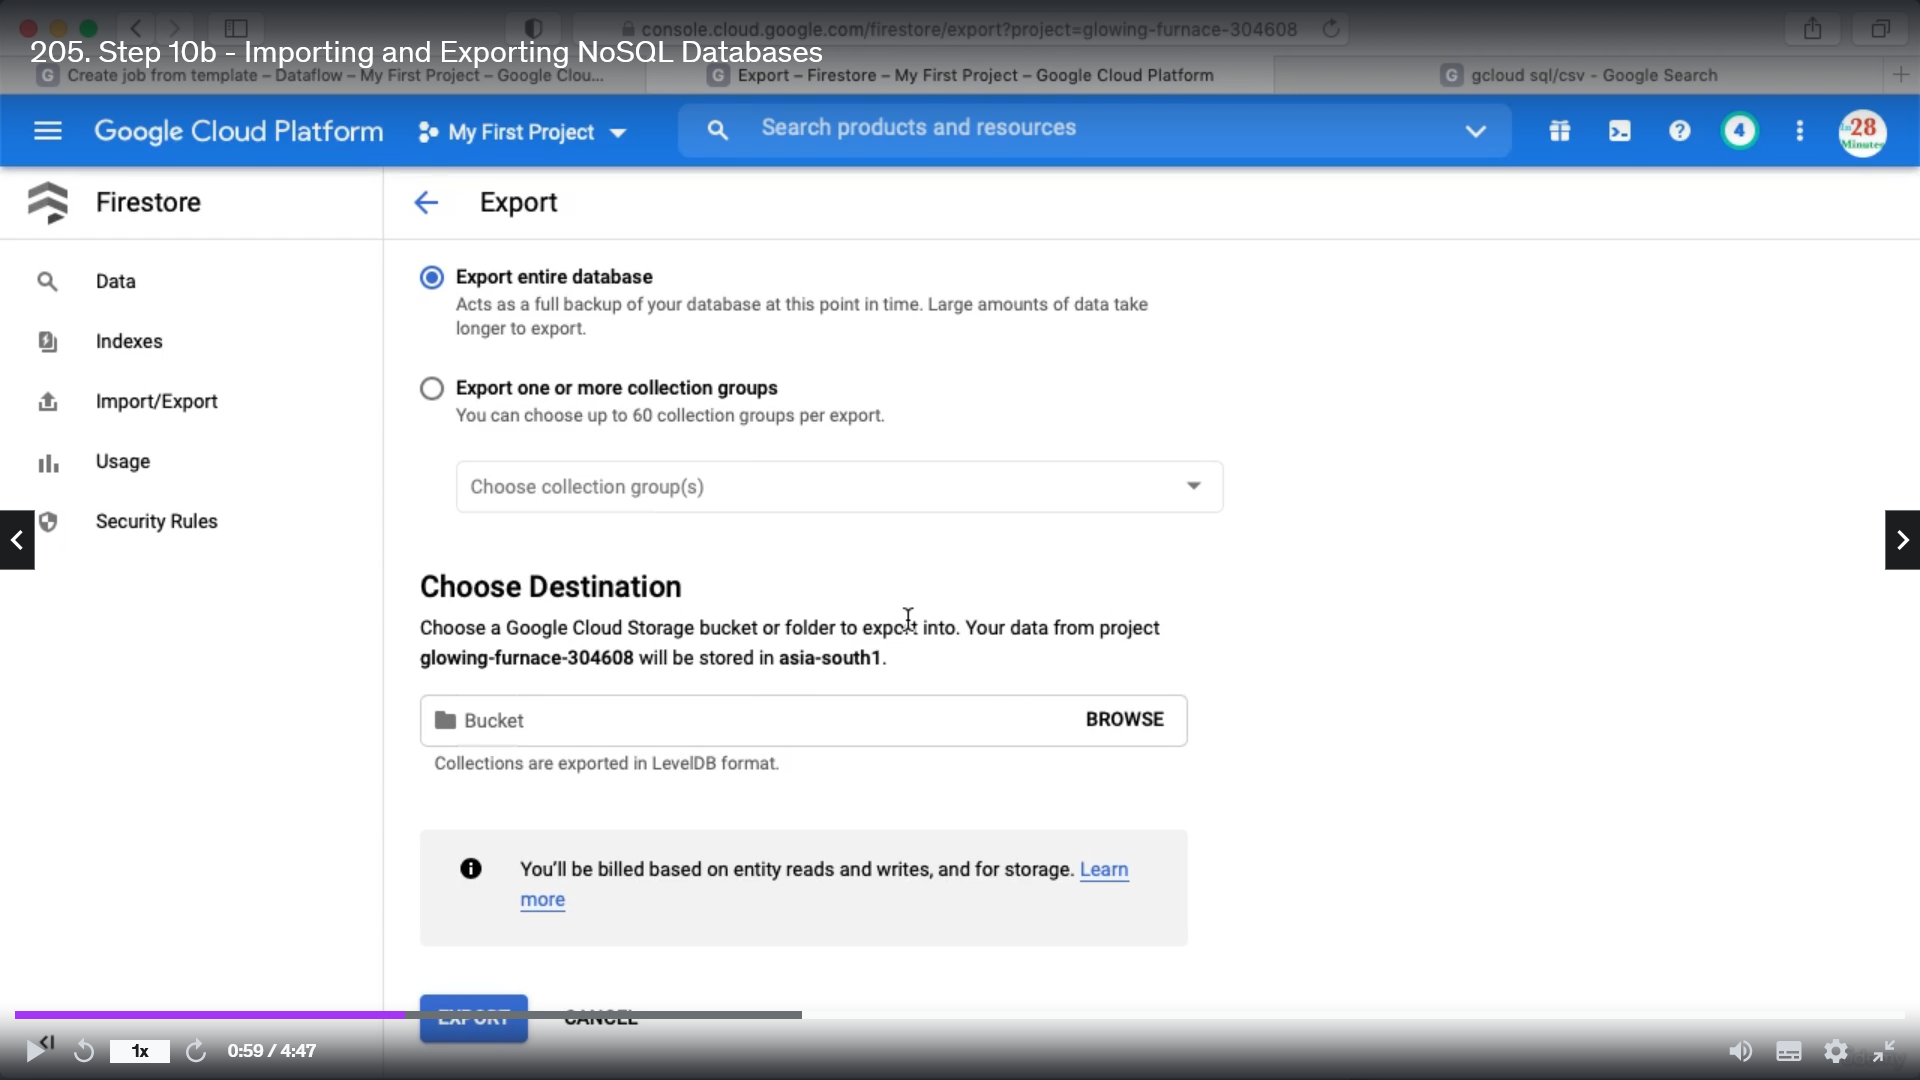 console.cloud.google.com/firestore/export?project=glowing-furnace-304608
205. Step 10b - Importing and Exporting NoSQL Databases
G Create job from template – Dataflow – My First Project – Google Clou...
G Export – Firestore – My First Project – Google Cloud Platform
G gcloud sql/csv - Google Search
Google Cloud Platform
My First Project
Search products and resources
4
28
Minutes
Firestore
Export
Data
Indexes
Import/Export
Usage
Security Rules
Export entire database
Acts as a full backup of your database at this point in time. Large amounts of data take
longer to export.
Export one or more collection groups
You can choose up to 60 collection groups per export.
Choose collection group(s)
Choose Destination
Choose a Google Cloud Storage bucket or folder to export into. Your data from project
glowing-furnace-304608 will be stored in asia-south1.
Bucket
BROWSE
Collections are exported in LevelDB format.
You'll be billed based on entity reads and writes, and for storage. Learn
more
EXPORT
CANCEL
1x
0:59 / 4:47